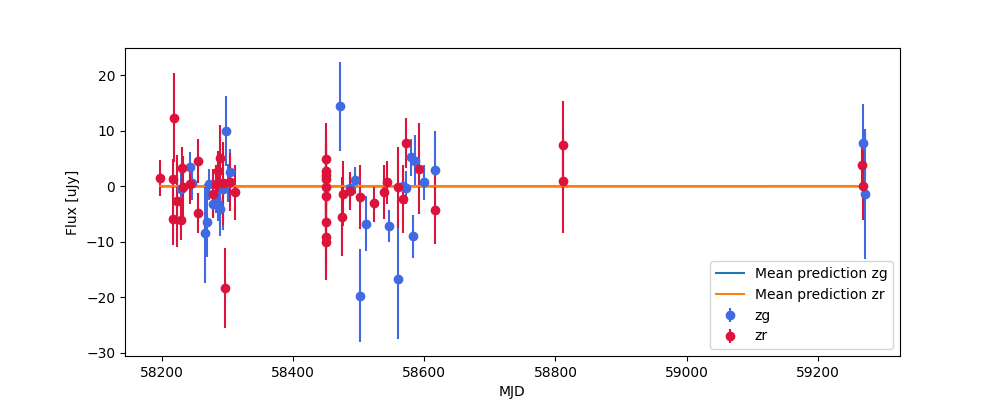 20
10
0
−10
−20
−30
Flux [uJy]
58200
58400
58600
58800
59000
59200
MJD
Mean prediction zg
Mean prediction zr
zg
zr